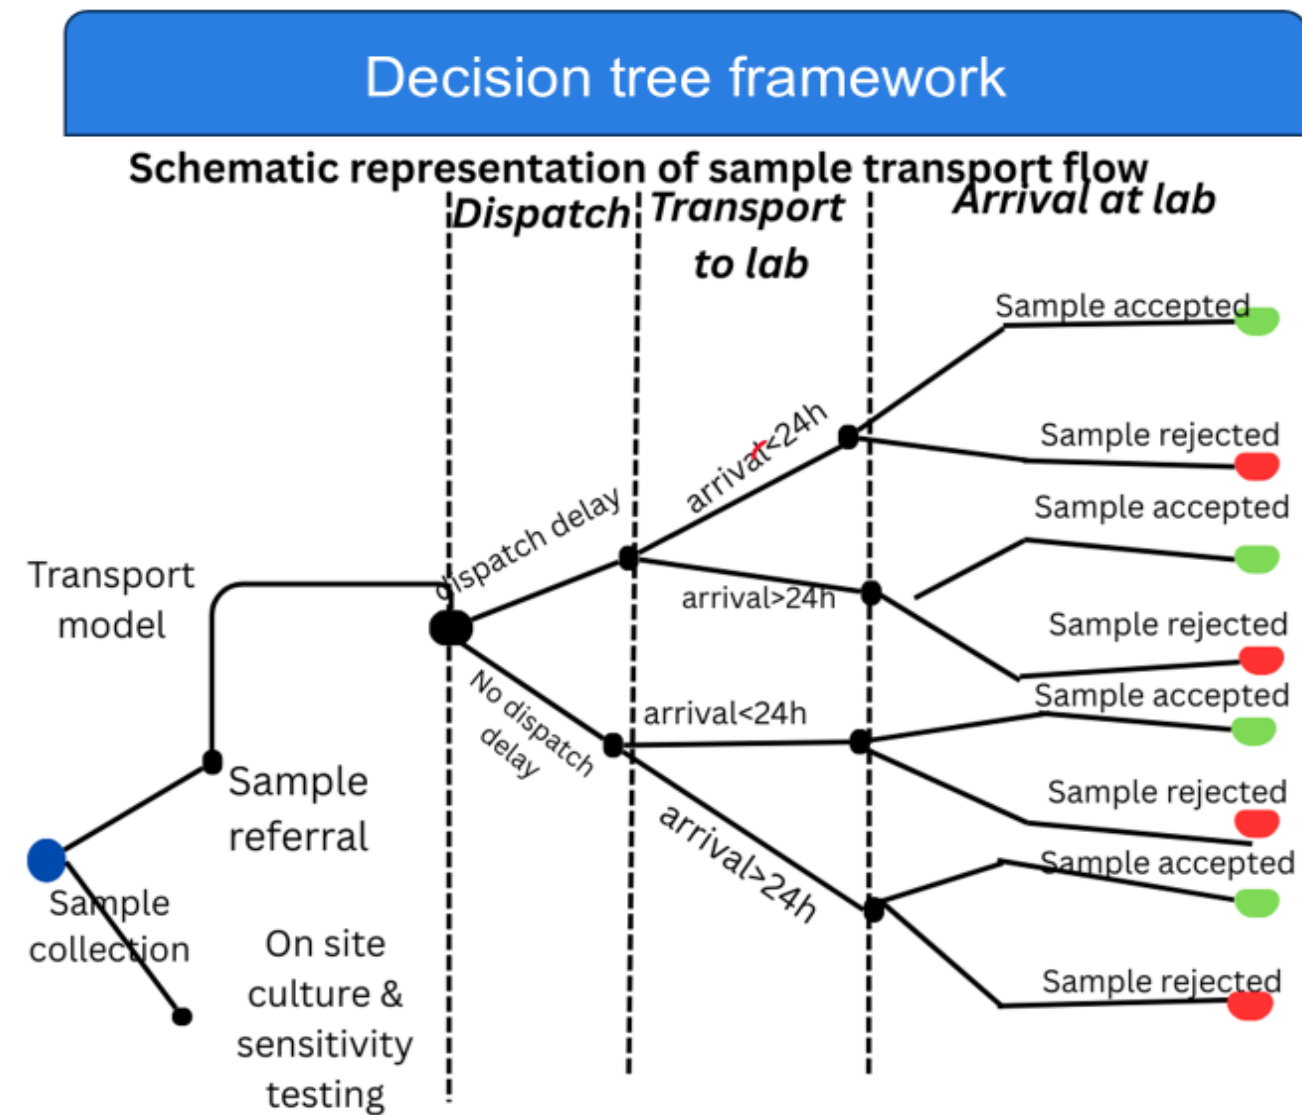 Decision tree framework
Schematic representation of sample transport flow
Dispatch
Transport
to lab
Arrival at lab
Sample accepted
arrival<24h
Sample rejected
dispatch delay
Sample accepted
Transport
model
arrival>24h
Sample rejected
No dispatch
delay
arrival<24h
Sample accepted
Sample
referral
Sample rejected
arrival>24h
Sample accepted
Sample
collection
On site
culture &
sensitivity
testing
Sample rejected